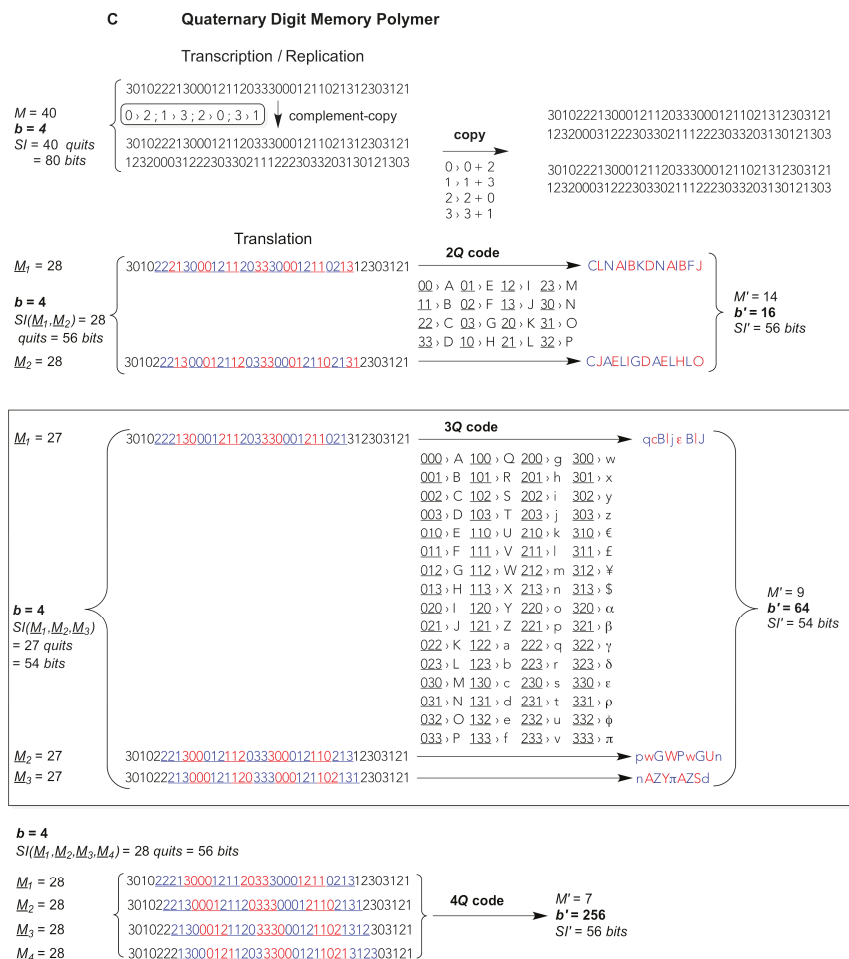 C Quaternary Digit Memory Polymer
Transcription / Replication
3010222130001211203330001211021312303121
M = 40
b = 4
SI = 40 quits
= 80 bits
0 › 2 ; 1 › 3 ; 2 › 0 ; 3 › 1
complement-copy
3010222130001211203330001211021312303121
1232000312223033021112223033203130121303
copy
0 › 0 + 2
1 › 1 + 3
2 › 2 + 0
3 › 3 + 1
3010222130001211203330001211021312303121
1232000312223033021112223033203130121303
3010222130001211203330001211021312303121
1232000312223033021112223033203130121303
Translation
M1 = 28
3010222130001211203330001211021312303121
2Q code
CLNAIBKDNAIBFJ
b = 4
SI(M1,M2) = 28
quits = 56 bits
00 › A 01 › E 12 › I 23 › M
11 › B 02 › F 13 › J 30 › N
22 › C 03 › G 20 › K 31 › O
33 › D 10 › H 21 › L 32 › P
M' = 14
b' = 16
SI' = 56 bits
M2 = 28
3010222130001211203330001211021312303121
CJAELIGDAELHLO
M1 = 27
3010222130001211203330001211021312303121
3Q code
qcBljεBlJ
000 › A 100 › Q 200 › g 300 › w
001 › B 101 › R 201 › h 301 › x
002 › C 102 › S 202 › i 302 › y
003 › D 103 › T 203 › j 303 › z
010 › E 110 › U 210 › k 310 › €
011 › F 111 › V 211 › l 311 › £
012 › G 112 › W 212 › m 312 › ¥
013 › H 113 › X 213 › n 313 › $
020 › I 120 › Y 220 › o 320 › α
021 › J 121 › Z 221 › p 321 › β
022 › K 122 › a 222 › q 322 › γ
023 › L 123 › b 223 › r 323 › δ
030 › M 130 › c 230 › s 330 › ε
031 › N 131 › d 231 › t 331 › ρ
032 › O 132 › e 232 › u 332 › ϕ
033 › P 133 › f 233 › v 333 › π
b = 4
SI(M1,M2,M3)
= 27 quits
= 54 bits
M' = 9
b' = 64
SI' = 54 bits
M2 = 27
3010222130001211203330001211021312303121
pwGWPwGUn
M3 = 27
3010222130001211203330001211021312303121
nAZYπAZSd
b = 4
SI(M1,M2,M3,M4) = 28 quits = 56 bits
M1 = 28
3010222130001211203330001211021312303121
M2 = 28
3010222130001211203330001211021312303121
M3 = 28
3010222130001211203330001211021312303121
M4 = 28
3010222130001211203330001211021312303121
4Q code
M' = 7
b' = 256
SI' = 56 bits